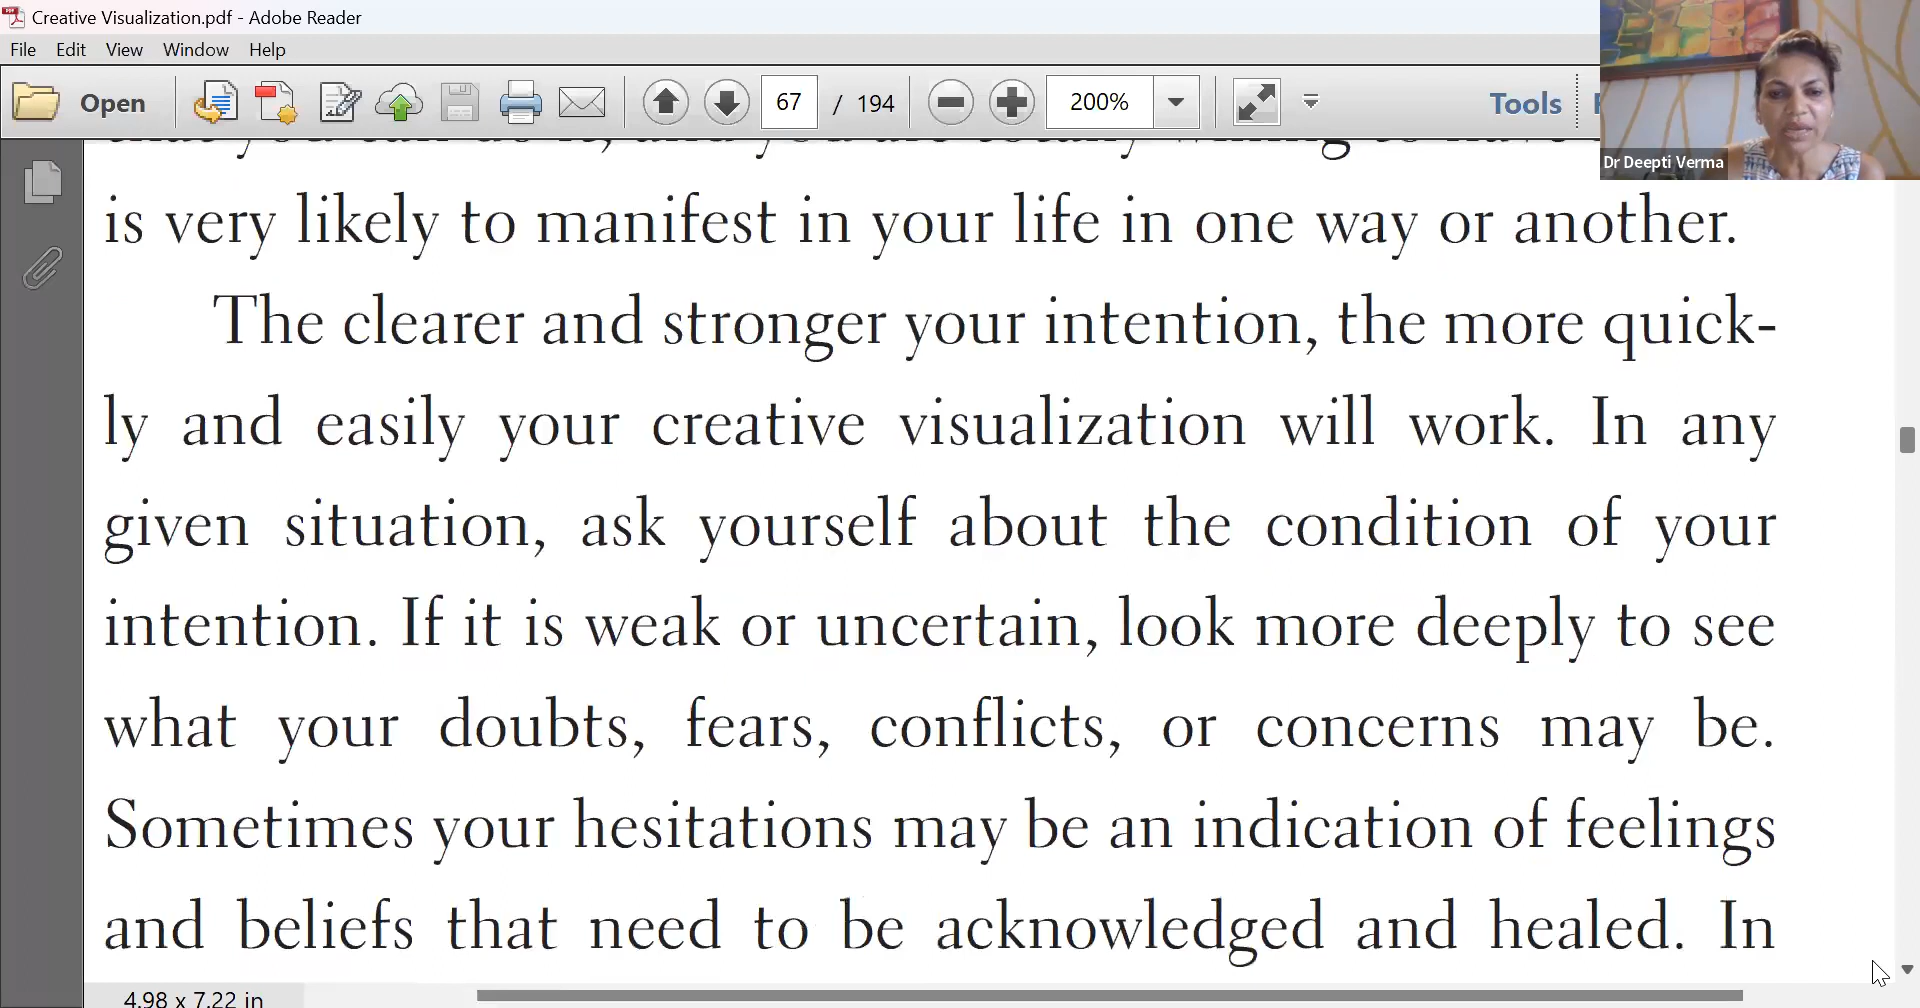 Creative Visualization.pdf - Adobe Reader
File Edit View Window Help
Open 67 / 194 200% Tools
Dr Deepti Verma
is very likely to manifest in your life in one way or another.
The clearer and stronger your intention, the more quick-
ly and easily your creative visualization will work. In any
given situation, ask yourself about the condition of your
intention. If it is weak or uncertain, look more deeply to see
what your doubts, fears, conflicts, or concerns may be.
Sometimes your hesitations may be an indication of feelings
and beliefs that need to be acknowledged and healed. In
4.98 x 7.22 in